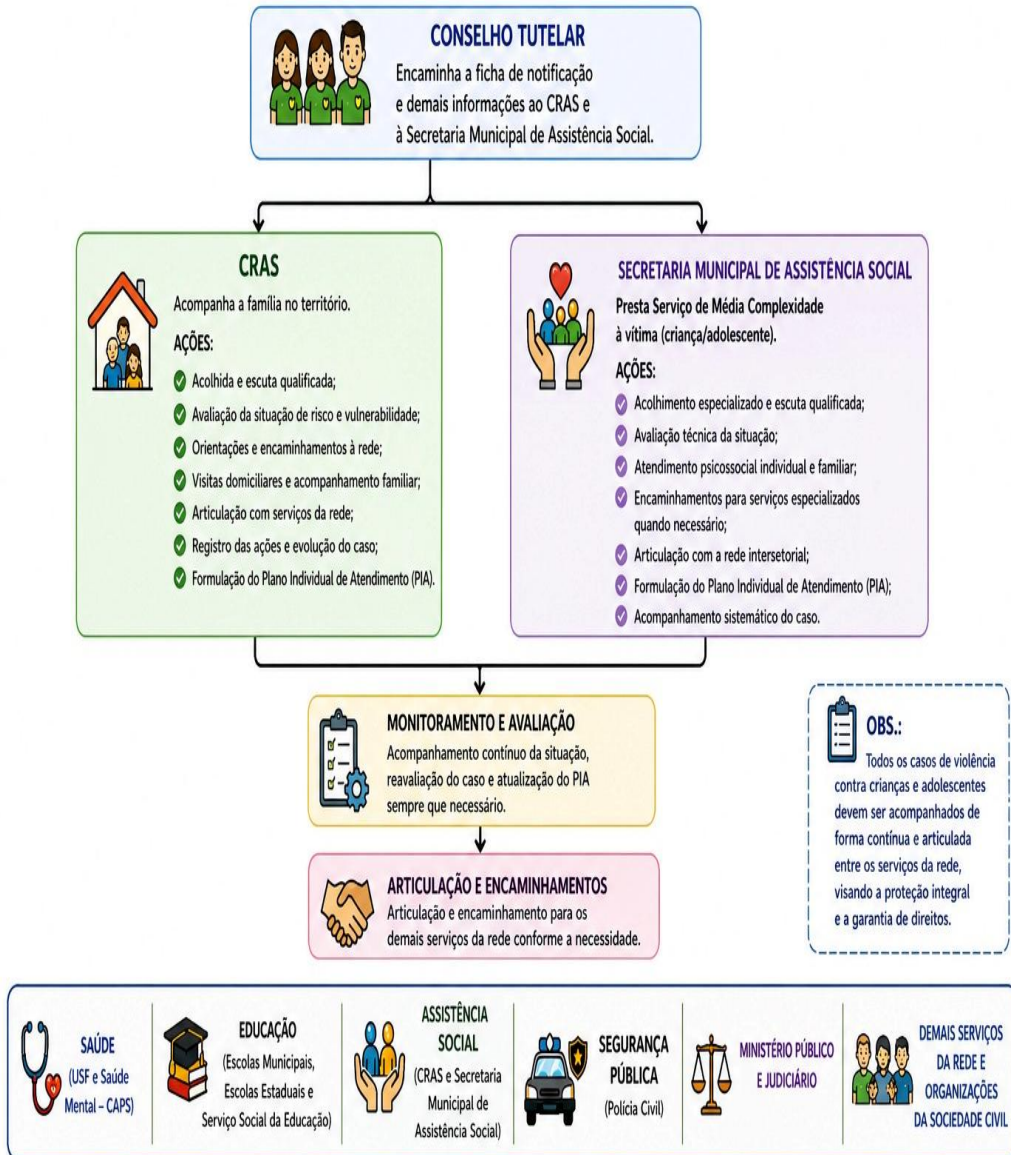 CONSELHO TUTELAR
Encaminha a ficha de notificação
e demais informações ao CRAS e
à Secretaria Municipal de Assistência Social.
CRAS
Acompanha a família no território.
AÇÕES:
Acolhida e escuta qualificada;
Avaliação da situação de risco e vulnerabilidade;
Orientações e encaminhamentos à rede;
Visitas domiciliares e acompanhamento familiar;
Articulação com serviços da rede;
Registro das ações e evolução do caso;
Formulação do Plano Individual de Atendimento (PIA).
SECRETARIA MUNICIPAL DE ASSISTÊNCIA SOCIAL
Presta Serviço de Média Complexidade
à vítima (criança/adolescente).
AÇÕES:
Acolhimento especializado e escuta qualificada;
Avaliação técnica da situação;
Atendimento psicossocial individual e familiar;
Encaminhamentos para serviços especializados
quando necessário;
Articulação com a rede intersetorial;
Formulação do Plano Individual de Atendimento (PIA);
Acompanhamento sistemático do caso.
MONITORAMENTO E AVALIAÇÃO
Acompanhamento contínuo da situação,
reavaliação do caso e atualização do PIA
sempre que necessário.
OBS.:
Todos os casos de violência
contra crianças e adolescentes
devem ser acompanhados de
forma contínua e articulada
entre os serviços da rede,
visando a proteção integral
e a garantia de direitos.
ARTICULAÇÃO E ENCAMINHAMENTOS
Articulação e encaminhamento para os
demais serviços da rede conforme a necessidade.
SAÚDE
(USF e Saúde
Mental – CAPS)
EDUCAÇÃO
(Escolas Municipais,
Escolas Estaduais e
Serviço Social da Educação)
ASSISTÊNCIA
SOCIAL
(CRAS e Secretaria
Municipal de
Assistência Social)
SEGURANÇA
PÚBLICA
(Polícia Civil)
MINISTÉRIO PÚBLICO
E JUDICIÁRIO
DEMAIS SERVIÇOS
DA REDE E
ORGANIZAÇÕES
DA SOCIEDADE CIVIL